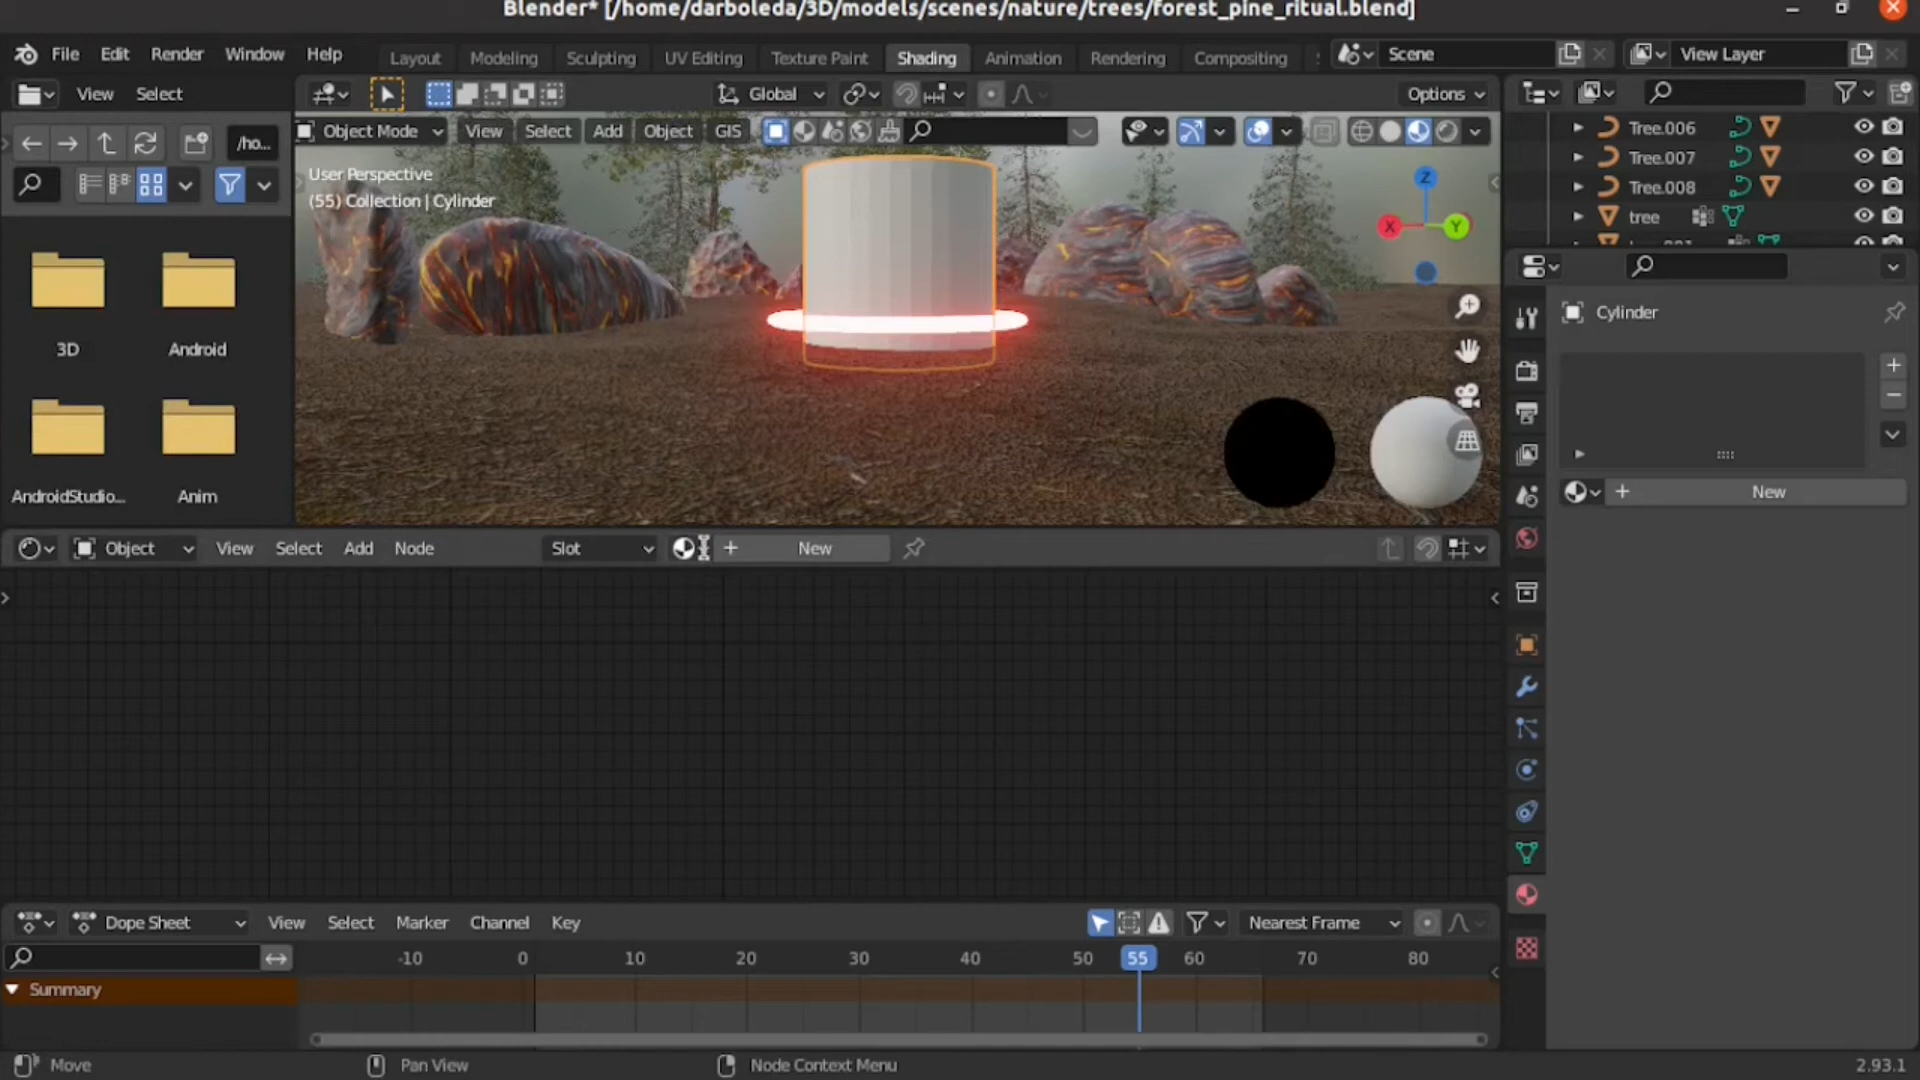 Blender* [/home/darboleda/3D/models/scenes/nature/trees/forest_pine_ritual.blend]
File Edit Render Window Help Layout Modeling Sculpting UV Editing Texture Paint Shading Animation Rendering Compositing Scene View Layer
View Select Global Options
/ho... Object Mode View Select Add Object GIS
User Perspective
(55) Collection | Cylinder
Z
X Y
Tree.006
Tree.007
Tree.008
tree
Cylinder
New
3D Android
AndroidStudio... Anim
Object View Select Add Node Slot New
Dope Sheet View Select Marker Channel Key Nearest Frame
-10 0 10 20 30 40 50 55 60 70 80
Summary
Move Pan View Node Context Menu 2.93.1